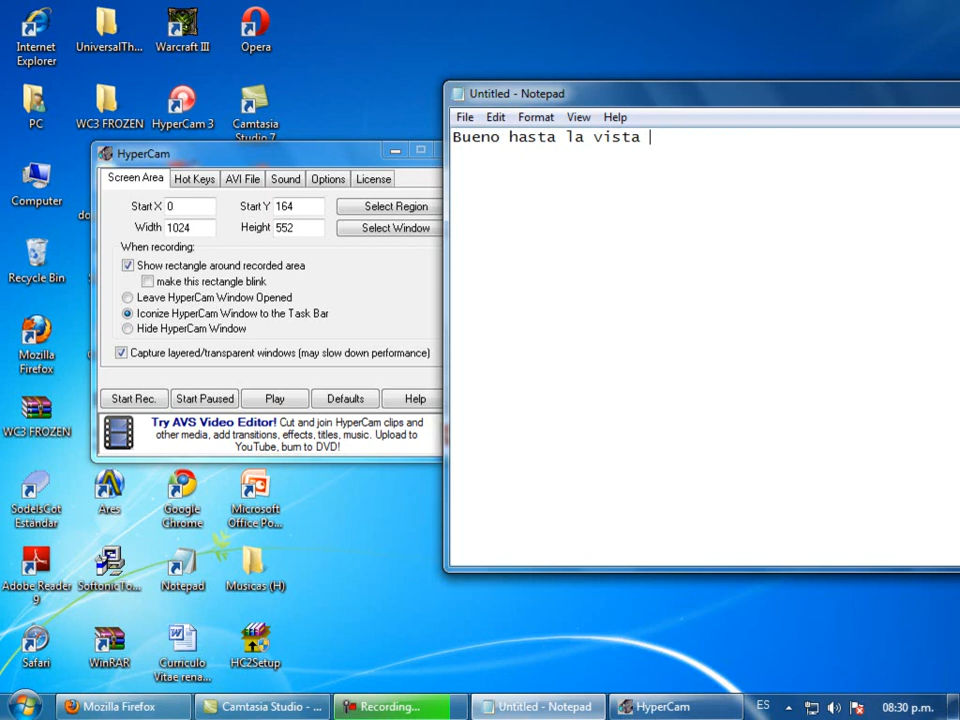 Internet
Explorer
UniversalTh...
Warcraft III
Opera
PC
WC3 FROZEN
HyperCam 3
Camtasia
Studio 7
Computer
Recycle Bin
Mozilla
Firefox
WC3 FROZEN
SodelsCot
Estandar
Ares
Google
Chrome
Microsoft
Office Po...
Adobe Reader
9
SoftonicTo...
Notepad
Musicas (H)
Safari
WinRAR
Curriculo
Vitae rena...
HC2Setup
HyperCam
Screen Area
Hot Keys
AVI File
Sound
Options
License
Start X 0
Start Y 164
Select Region
Width 1024
Height 552
Select Window
When recording:
Show rectangle around recorded area
make this rectangle blink
Leave HyperCam Window Opened
Iconize HyperCam Window to the Task Bar
Hide HyperCam Window
Capture layered/transparent windows (may slow down performance)
Start Rec.
Start Paused
Play
Defaults
Help
Try AVS Video Editor! Cut and join HyperCam clips and
other media, add transitions, effects, titles, music. Upload to
YouTube, burn to DVD!
Untitled - Notepad
File Edit Format View Help
Bueno hasta la vista
Mozilla Firefox
Camtasia Studio - ...
Recording...
Untitled - Notepad
HyperCam
ES
08:30 p.m.